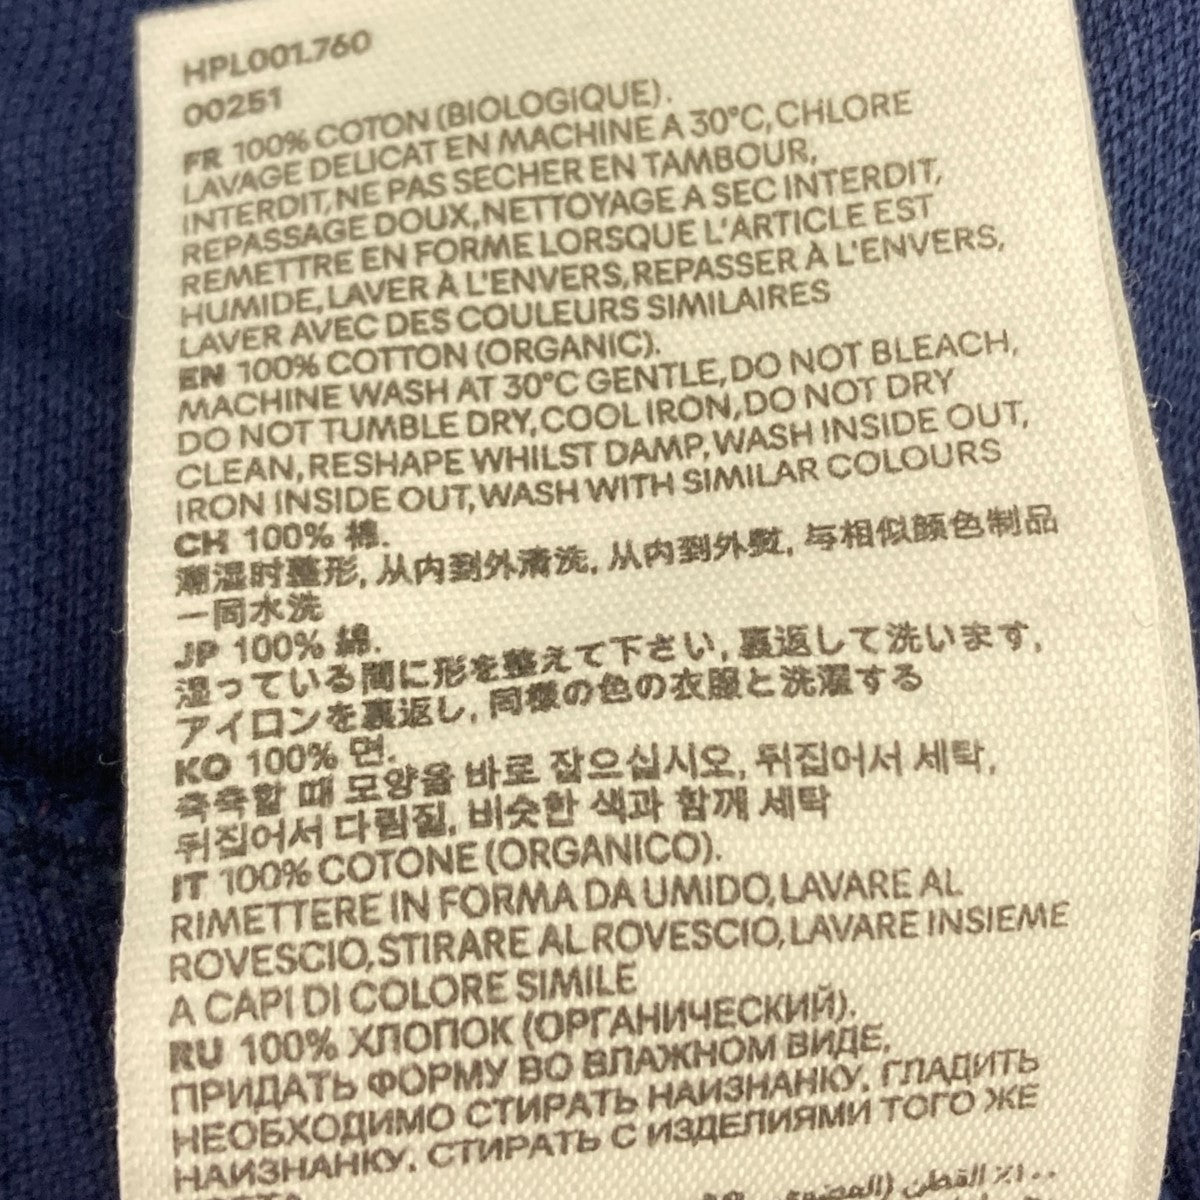 HPL001.760
00251
FR 100% COTON (BIOLOGIQUE).
LAVAGE DELICAT EN MACHINE A 30°C, CHLORE
INTERDIT, NE PAS SECHER EN TAMBOUR,
REPASSAGE DOUX, NETTOYAGE A SEC INTERDIT,
REMETTRE EN FORME LORSQUE L'ARTICLE EST
HUMIDE, LAVER À L'ENVERS, REPASSER À L'ENVERS,
LAVER AVEC DES COULEURS SIMILAIRES
EN 100% COTTON (ORGANIC).
MACHINE WASH AT 30°C GENTLE, DO NOT BLEACH,
DO NOT TUMBLE DRY, COOL IRON, DO NOT DRY
CLEAN, RESHAPE WHILST DAMP, WASH INSIDE OUT,
IRON INSIDE OUT, WASH WITH SIMILAR COLOURS
CH 100% 棉.
潮湿时整形, 从内到外清洗, 从内到外熨, 与相似颜色制品
一同水洗
JP 100% 綿.
湿っている間に形を整えて下さい, 裏返して洗います,
アイロンを裏返し, 同様の色の衣服と洗濯する
KO 100% 면.
축축할 때 모양을 바로 잡으십시오, 뒤집어서 세탁,
뒤집어서 다림질, 비슷한 색과 함께 세탁
IT 100% COTONE (ORGANICO).
RIMETTERE IN FORMA DA UMIDO, LAVARE AL
ROVESCIO, STIRARE AL ROVESCIO, LAVARE INSIEME
A CAPI DI COLORE SIMILE
RU 100% ХЛОПОК (ОРГАНИЧЕСКИЙ).
ПРИДАТЬ ФОРМУ ВО ВЛАЖНОМ ВИДЕ,
НЕОБХОДИМО СТИРАТЬ НАИЗНАНКУ. ГЛАДИТЬ
НАИЗНАНКУ. СТИРАТЬ С ИЗДЕЛИЯМИ ТОГО ЖЕ
١٠٠٪ القطن